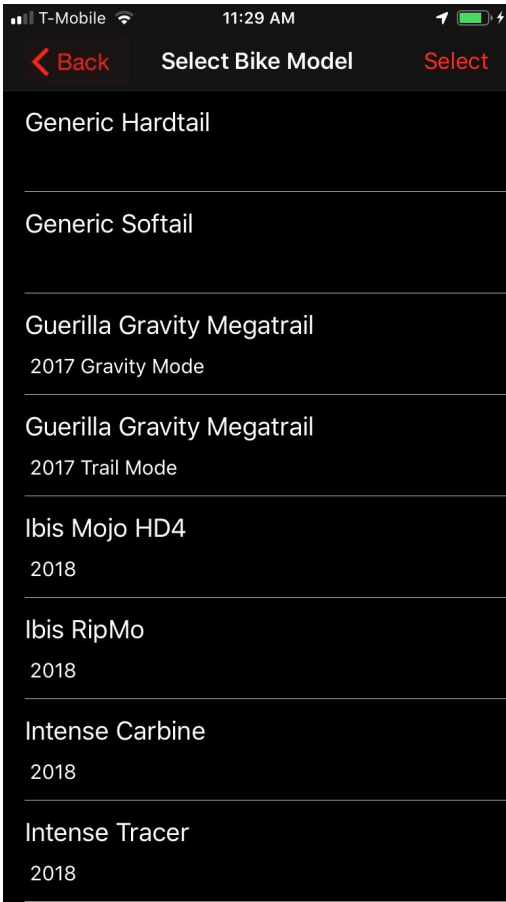 T-Mobile 11:29 AM
Back Select Bike Model Select
Generic Hardtail
Generic Softail
Guerilla Gravity Megatrail
2017 Gravity Mode
Guerilla Gravity Megatrail
2017 Trail Mode
Ibis Mojo HD4
2018
Ibis RipMo
2018
Intense Carbine
2018
Intense Tracer
2018